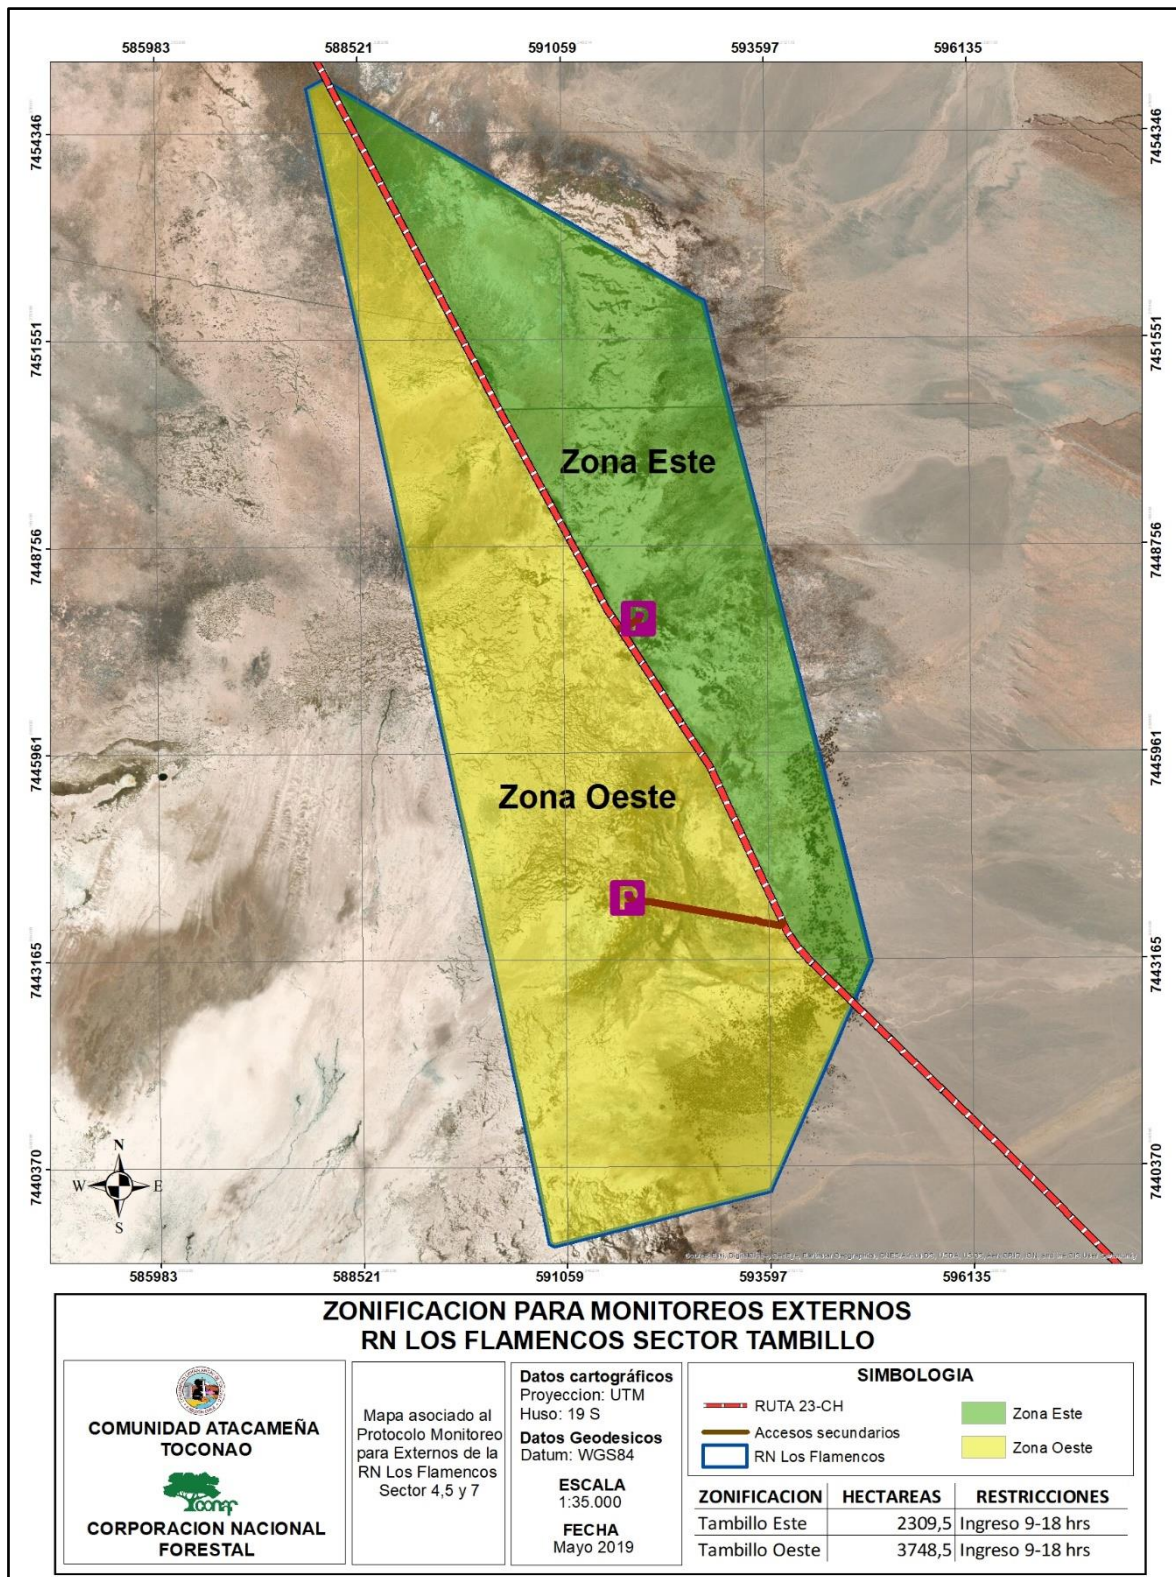 585983 588521 591059 593597 596135
7454346 7454346
7451551 7451551
Zona Este
7448756 7448756
P
7445961 7445961
Zona Oeste
P
7443165 7443165
7440370 7440370
N
W E
S
585983 588521 591059 593597 596135
ZONIFICACION PARA MONITOREOS EXTERNOS
RN LOS FLAMENCOS SECTOR TAMBILLO
COMUNIDAD ATACAMEÑA
TOCONAO
conaf
CORPORACION NACIONAL
FORESTAL
Mapa asociado al
Protocolo Monitoreo
para Externos de la
RN Los Flamencos
Sector 4,5 y 7
Datos cartográficos
Proyeccion: UTM
Huso: 19 S
Datos Geodesicos
Datum: WGS84
ESCALA
1:35.000
FECHA
Mayo 2019
SIMBOLOGIA
RUTA 23-CH
Accesos secundarios
RN Los Flamencos
Zona Este
Zona Oeste
ZONIFICACION HECTAREAS RESTRICCIONES
Tambillo Este 2309,5 Ingreso 9-18 hrs
Tambillo Oeste 3748,5 Ingreso 9-18 hrs